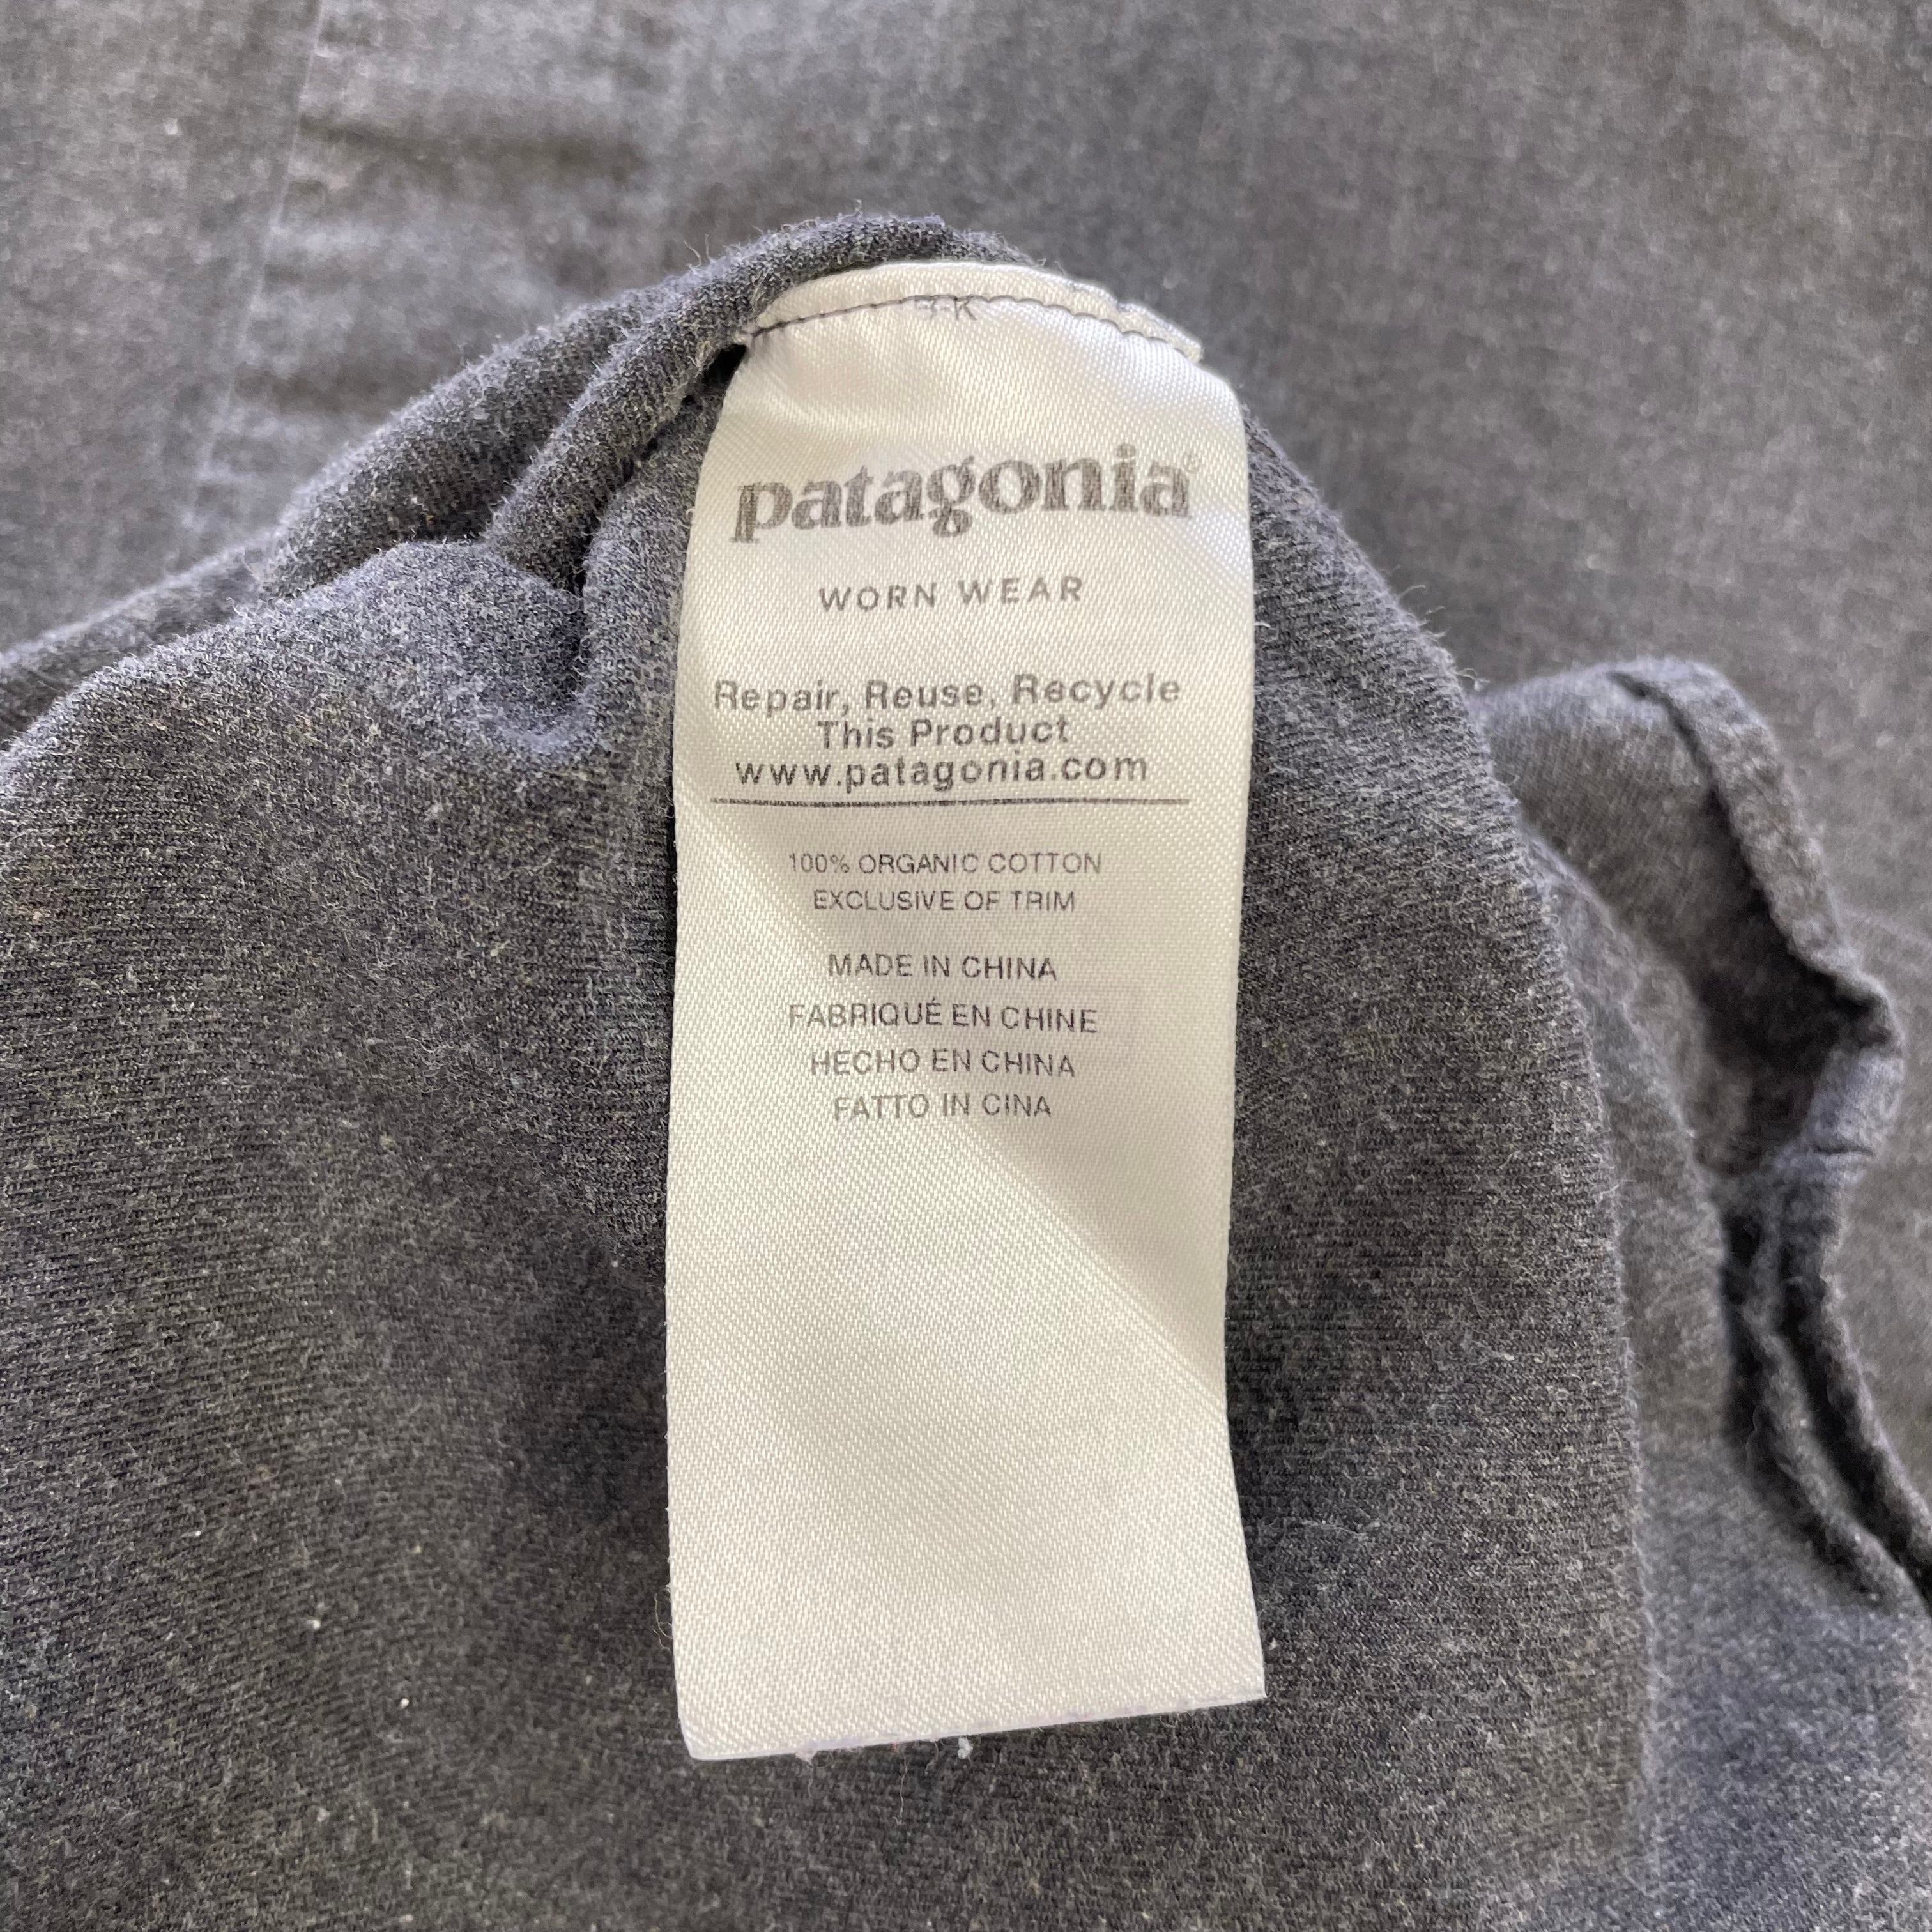 patagonia®
WORN WEAR
Repair, Reuse, Recycle
This Product
www.patagonia.com
100% ORGANIC COTTON
EXCLUSIVE OF TRIM
MADE IN CHINA
FABRIQUÉ EN CHINE
HECHO EN CHINA
FATTO IN CINA